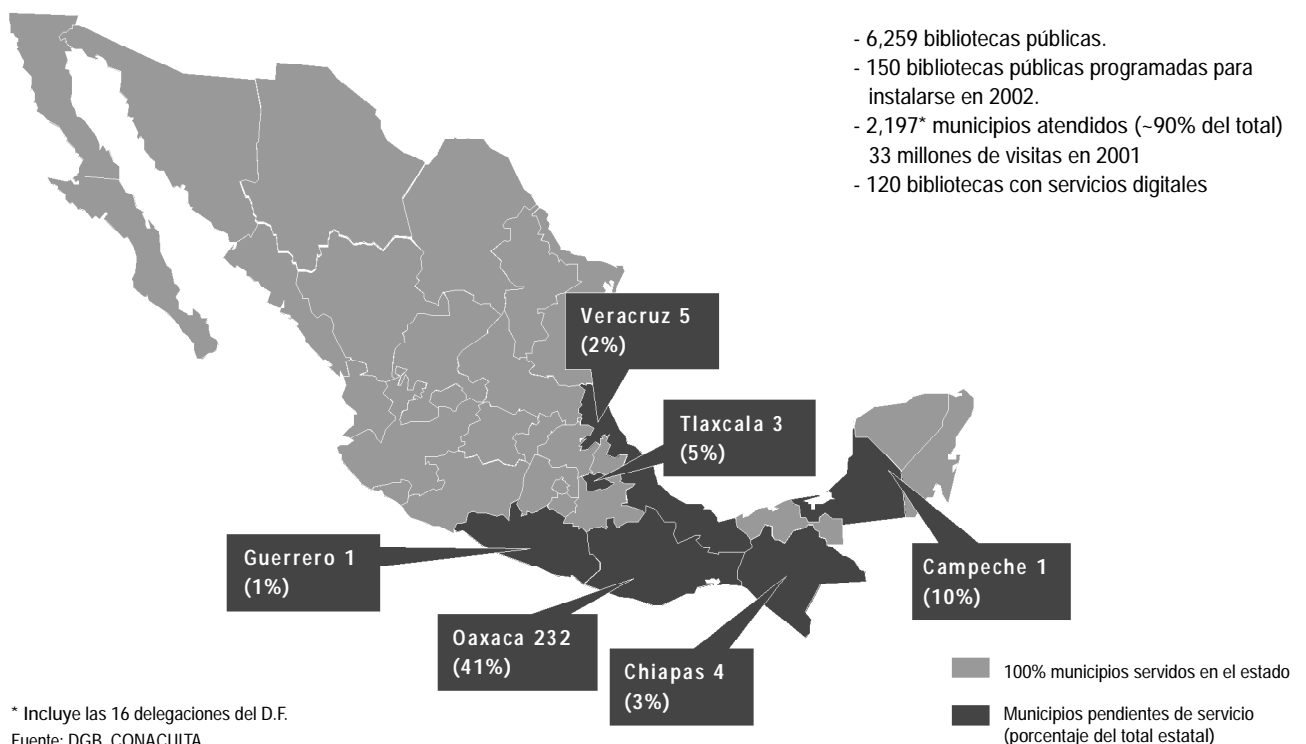 - 6,259 bibliotecas públicas.
- 150 bibliotecas públicas programadas para
instalarse en 2002.
- 2,197* municipios atendidos (~90% del total)
33 millones de visitas en 2001
- 120 bibliotecas con servicios digitales
Veracruz 5
(2%)
Tlaxcala 3
(5%)
Guerrero 1
(1%)
Campeche 1
(10%)
Oaxaca 232
(41%)
Chiapas 4
(3%)
100% municipios servidos en el estado
Municipios pendientes de servicio
(porcentaje del total estatal)
* Incluye las 16 delegaciones del D.F.
Fuente: DGB, CONACULTA